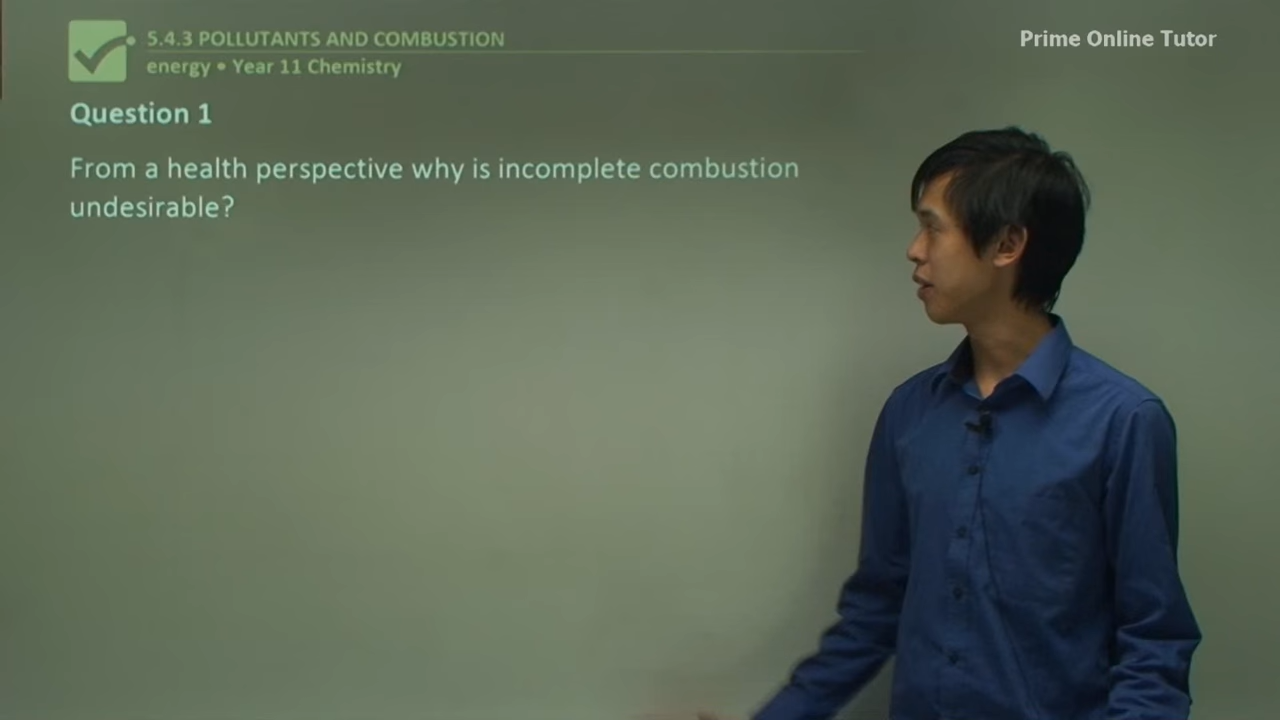 5.4.3 POLLUTANTS AND COMBUSTION
energy • Year 11 Chemistry
Prime Online Tutor
Question 1
From a health perspective why is incomplete combustion
undesirable?